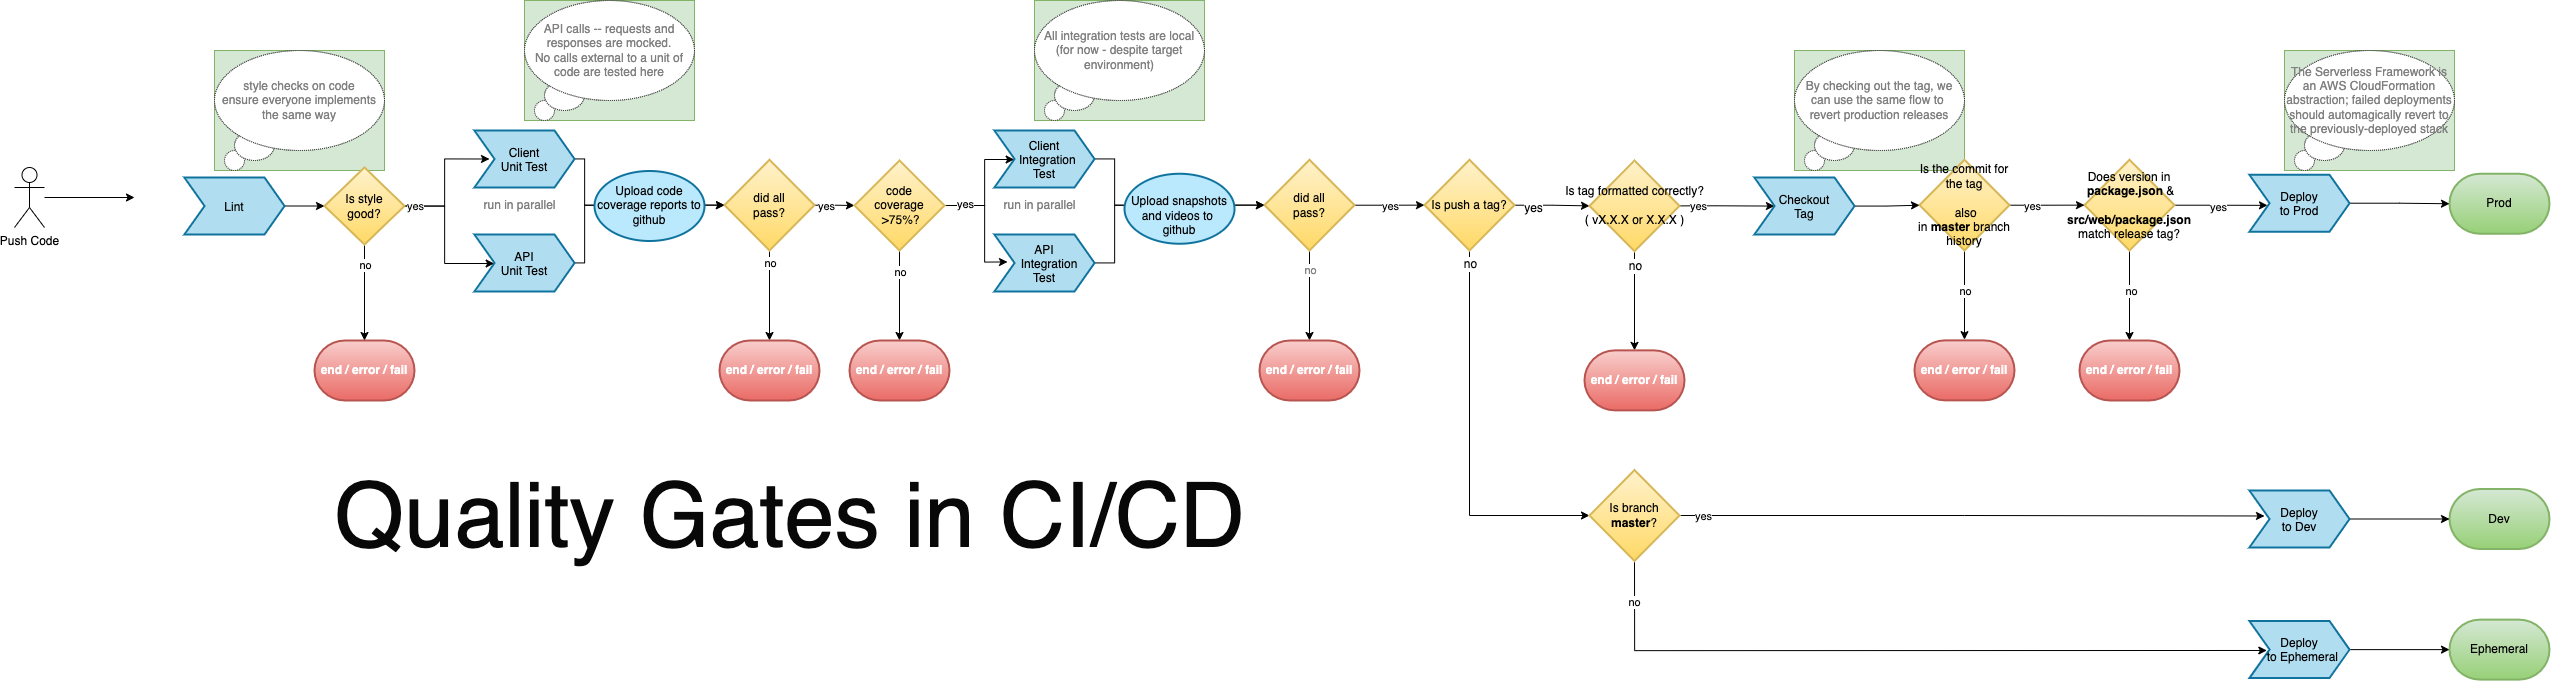 Push Code
style checks on code
ensure everyone implements
the same way
Lint
Is style
good?
yes
no
end / error / fail
API calls -- requests and
responses are mocked.
No calls external to a unit of
code are tested here
Client
Unit Test
run in parallel
API
Unit Test
Upload code
coverage reports to
github
did all
pass?
yes
no
end / error / fail
code
coverage
>75%?
yes
no
end / error / fail
All integration tests are local
(for now - despite target
environment)
Client
Integration
Test
run in parallel
API
Integration
Test
Upload snapshots
and videos to
github
did all
pass?
yes
no
end / error / fail
Is push a tag?
yes
no
Is tag formatted correctly?
( vX.X.X or X.X.X )
yes
no
end / error / fail
By checking out the tag, we
can use the same flow to
revert production releases
Checkout
Tag
Is the commit for
the tag
also
in master branch
history
yes
no
end / error / fail
Does version in
package.json &
src/web/package.json
match release tag?
yes
no
end / error / fail
The Serverless Framework is
an AWS CloudFormation
abstraction; failed deployments
should automagically revert to
the previously-deployed stack
Deploy
to Prod
Prod
Quality Gates in CI/CD
Is branch
master?
yes
no
Deploy
to Dev
Dev
Deploy
to Ephemeral
Ephemeral